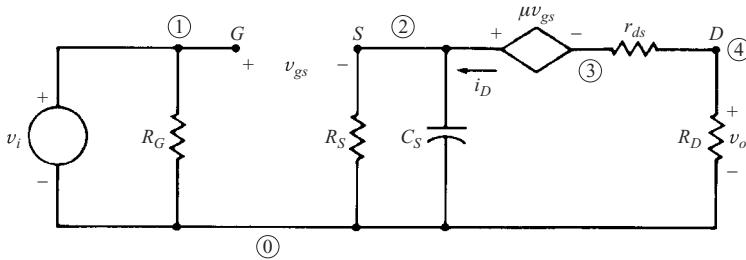 ① G S ② + μv_gs − r_ds D ④
+ v_gs − ③
i_D
+ v_i − R_G R_S C_S R_D + v_o −
⓪